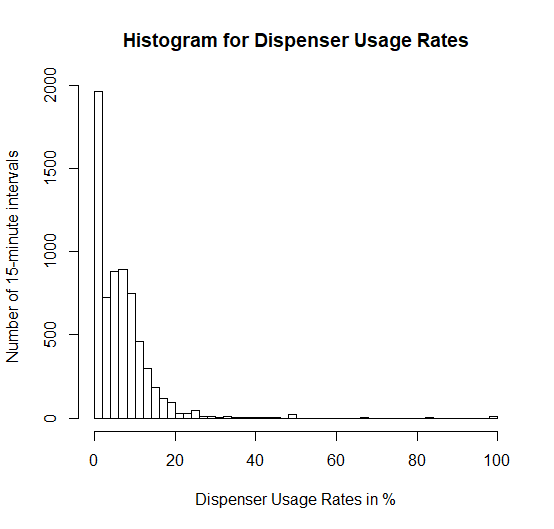 Histogram for Dispenser Usage Rates
Number of 15-minute intervals
2000
1500
1000
500
0
0 20 40 60 80 100
Dispenser Usage Rates in %